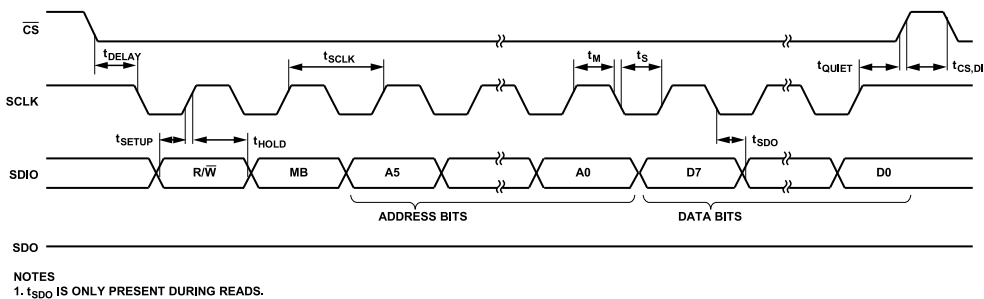 CS
tDELAY
tSCLK
tM
tS
tQUIET
tCS,DI
SCLK
tSETUP
tHOLD
tSDO
SDIO
R/W
MB
A5
A0
D7
D0
ADDRESS BITS
DATA BITS
SDO
NOTES
1. tSDO IS ONLY PRESENT DURING READS.